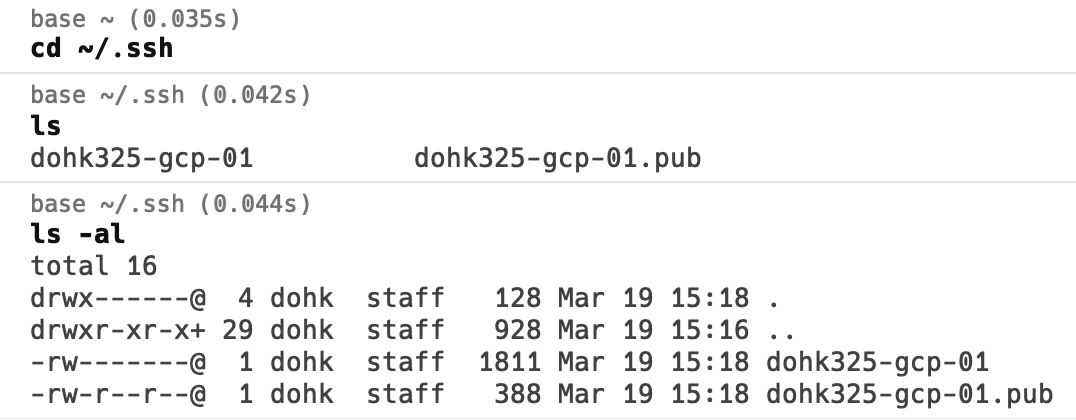 base ~ (0.035s)
cd ~/.ssh
base ~/.ssh (0.042s)
ls
dohk325-gcp-01          dohk325-gcp-01.pub
base ~/.ssh (0.044s)
ls -al
total 16
drwx------@  4 dohk  staff   128 Mar 19 15:18 .
drwxr-xr-x+ 29 dohk  staff   928 Mar 19 15:16 ..
-rw-------@  1 dohk  staff  1811 Mar 19 15:18 dohk325-gcp-01
-rw-r--r--@  1 dohk  staff   388 Mar 19 15:18 dohk325-gcp-01.pub